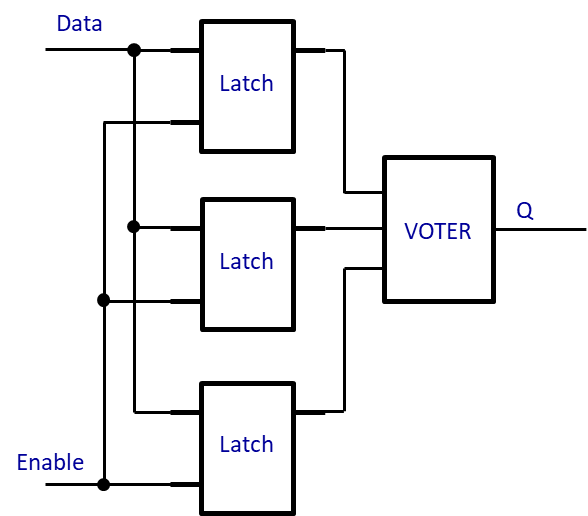 Data
Latch
Latch
Q
VOTER
Latch
Enable